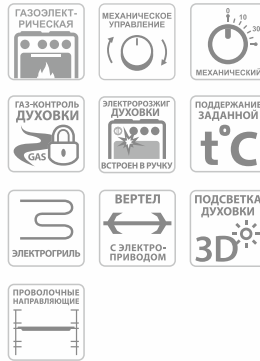 ГАЗОЭЛЕКТ-
РИЧЕСКАЯ
МЕХАНИЧЕСКОЕ
УПРАВЛЕНИЕ
0
10
30
МЕХАНИЧЕСКИЙ
ГАЗ-КОНТРОЛЬ
ДУХОВКИ
GAS
ЭЛЕКТРОРОЗЖИГ
ДУХОВКИ
ВСТРОЕН В РУЧКУ
ПОДДЕРЖАНИЕ
ЗАДАННОЙ
t°C
ЭЛЕКТРОГРИЛЬ
ВЕРТЕЛ
С ЭЛЕКТРО-
ПРИВОДОМ
ПОДСВЕТКА
ДУХОВКИ
3D
ПРОВОЛОЧНЫЕ
НАПРАВЛЯЮЩИЕ